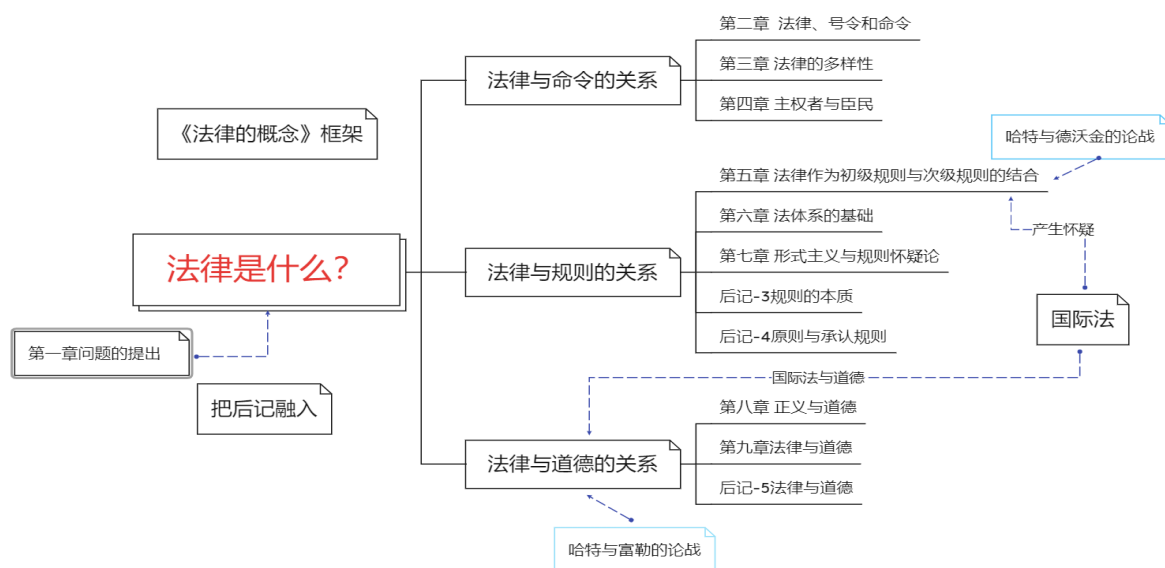 《法律的概念》框架
法律是什么？
第一章问题的提出
把后记融入
法律与命令的关系
第二章 法律、号令和命令
第三章 法律的多样性
第四章 主权者与臣民
法律与规则的关系
第五章 法律作为初级规则与次级规则的结合
第六章 法体系的基础
第七章 形式主义与规则怀疑论
后记-3规则的本质
后记-4原则与承认规则
哈特与德沃金的论战
产生怀疑
国际法
国际法与道德
法律与道德的关系
第八章 正义与道德
第九章法律与道德
后记-5法律与道德
哈特与富勒的论战